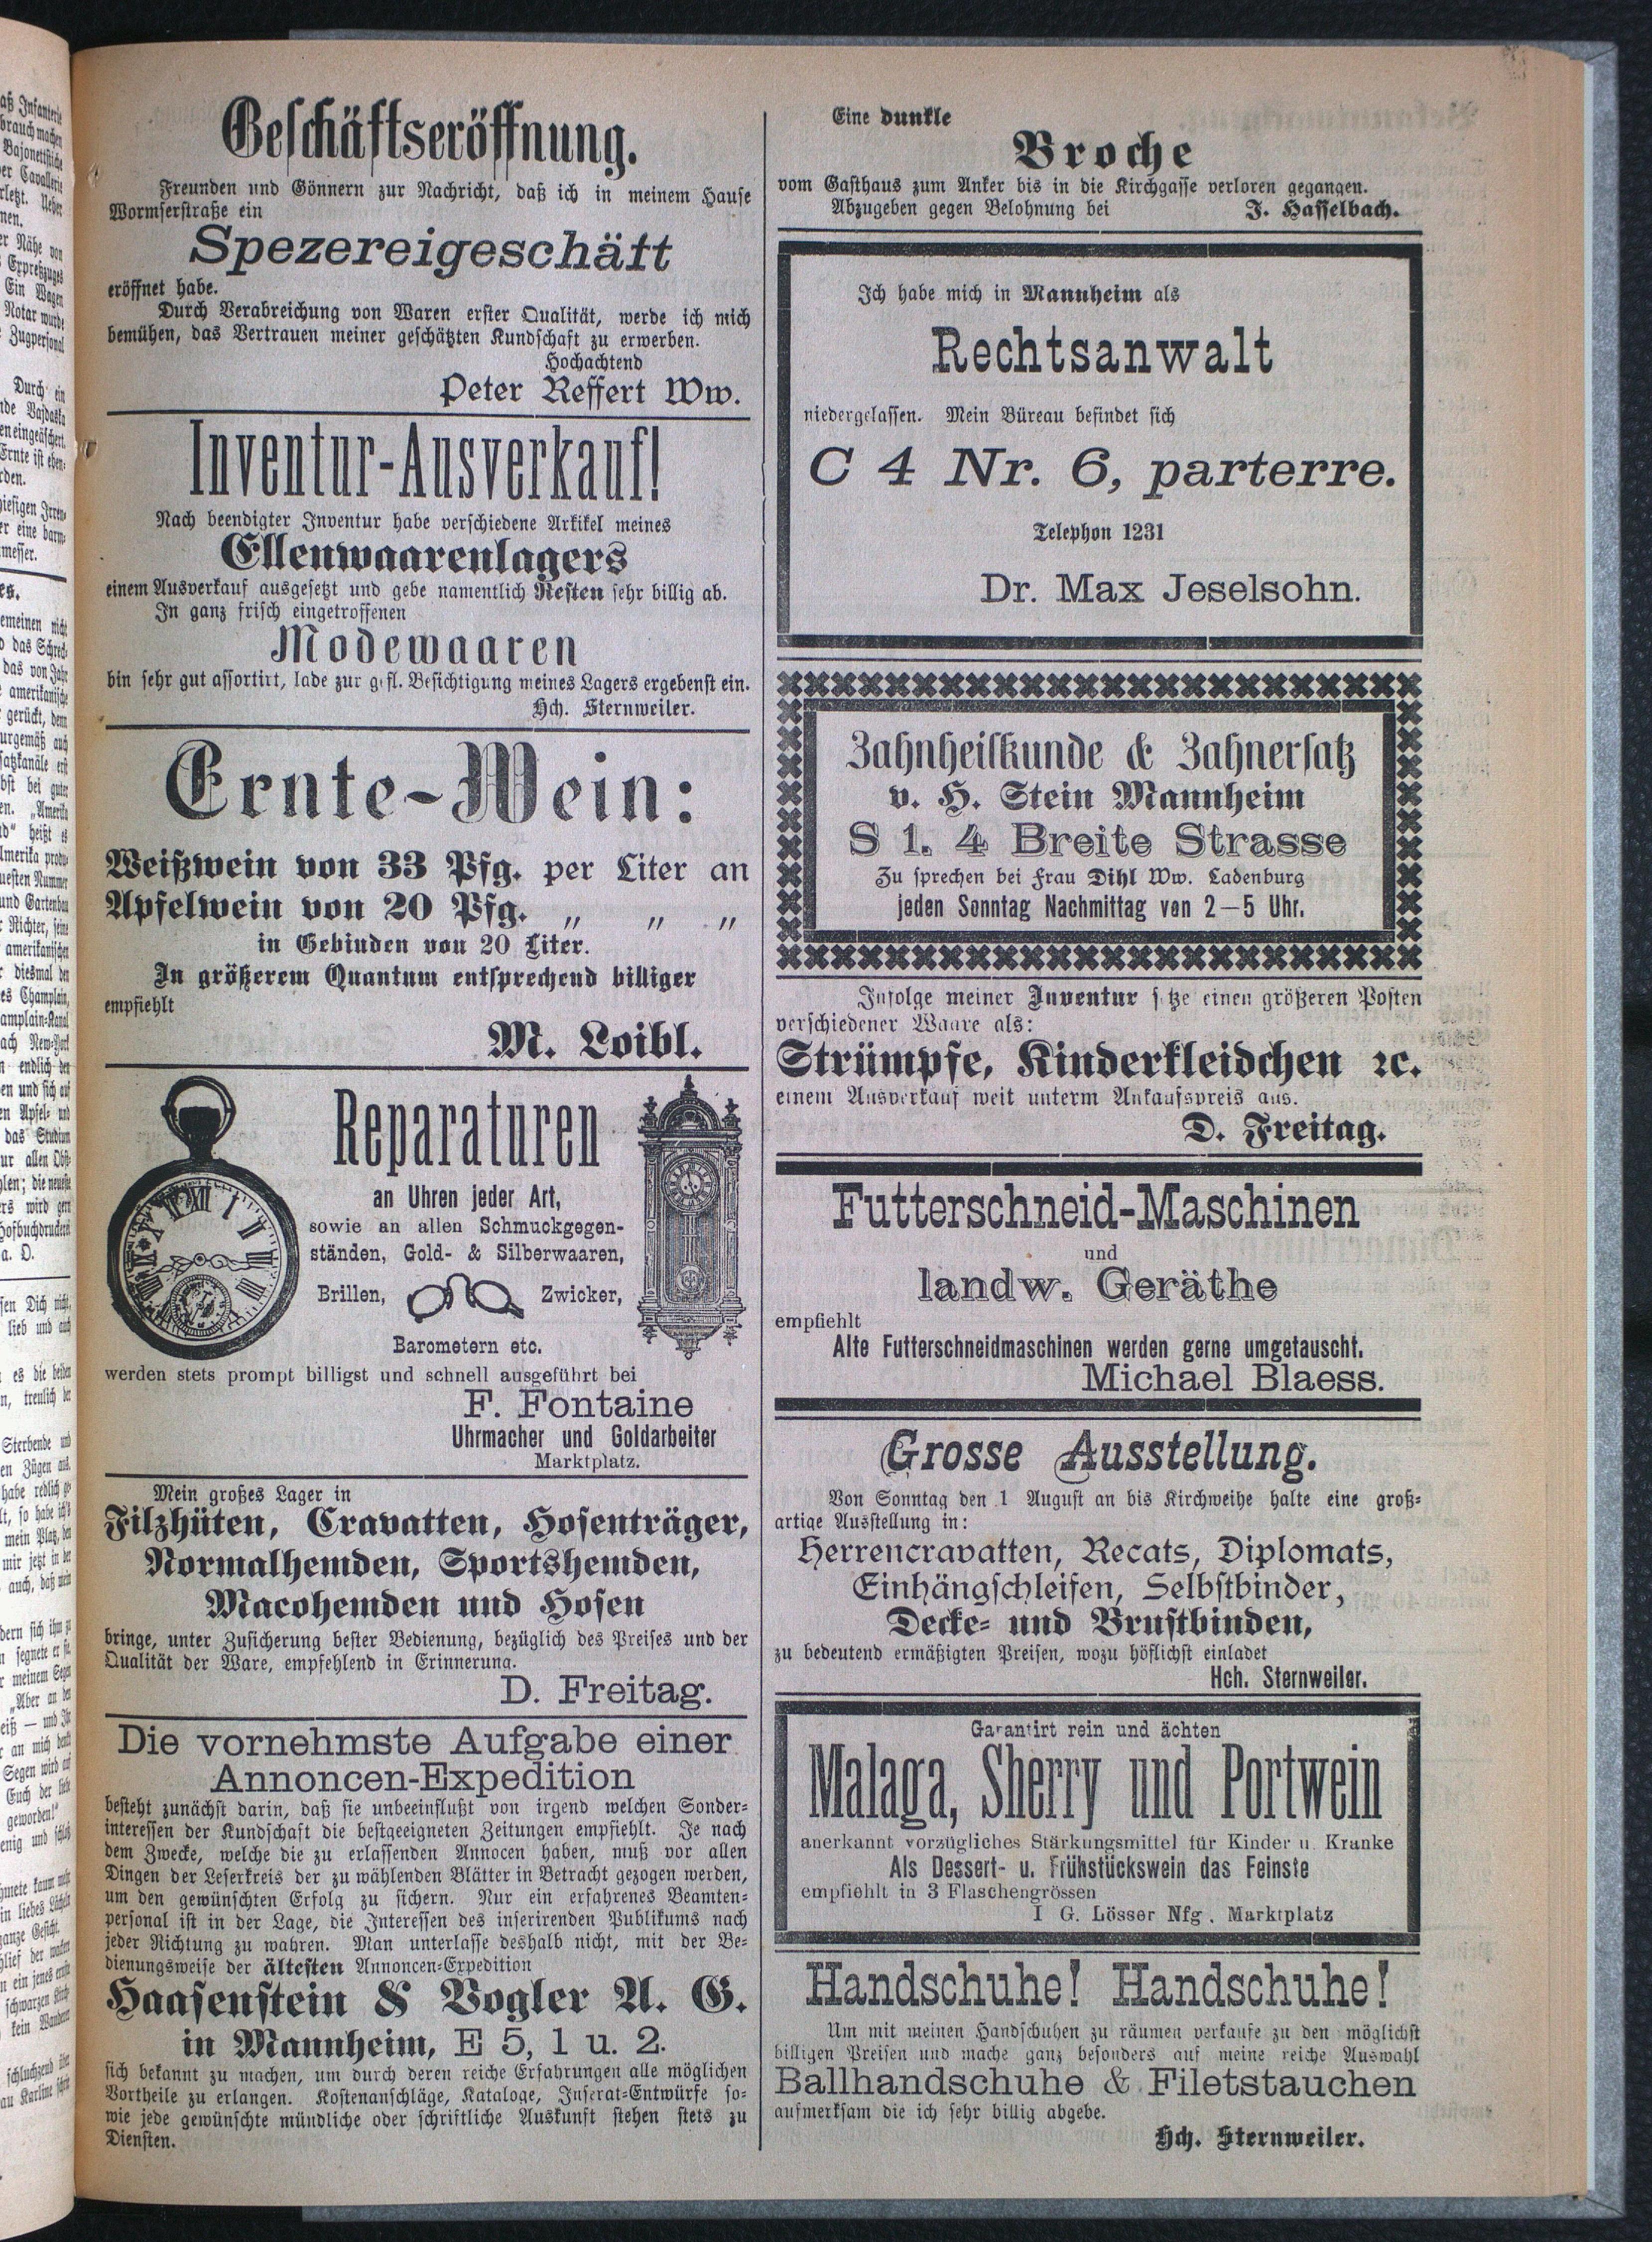 Geschäftseröffnung.
Freunden und Gönnern zur Nachricht, daß ich in meinem Hause
Wormserstraße ein
Spezereigeschäft
eröffnet habe.
Durch Verabreichung von Waren erster Qualität, werde ich mich
bemühen, das Vertrauen meiner geschätzten Kundschaft zu erwerben.
Hochachtend
Peter Reffert Ww.
Inventur-Ausverkauf!
Nach beendigter Inventur habe verschiedene Artikel meines
Ellenwaarenlagers
einem Ausverkauf ausgesetzt und gebe namentlich Resten sehr billig ab.
In ganz frisch eingetroffenen
Modewaaren
bin sehr gut assortirt, lade zur gefl. Besichtigung meines Lagers ergebenst ein.
Hch. Sternweiler.
Ernte-Wein:
Weißwein von 33 Pfg. per Liter an
Apfelwein von 20 Pfg. „ „ „
in Gebinden von 20 Liter.
In größerem Quantum entsprechend billiger
empfiehlt
M. Loibl.
Reparaturen
an Uhren jeder Art,
sowie an allen Schmuckgegen-
ständen, Gold- & Silberwaaren,
Brillen, Zwicker,
Barometern etc.
werden stets prompt billigst und schnell ausgeführt bei
F. Fontaine
Uhrmacher und Goldarbeiter
Marktplatz.
Mein großes Lager in
Filzhüten, Cravatten, Hosenträger,
Normalhemden, Sportshemden,
Macohemden und Hosen
bringe, unter Zusicherung bester Bedienung, bezüglich des Preises und der
Qualität der Ware, empfehlend in Erinnerung.
D. Freitag.
Die vornehmste Aufgabe einer
Annoncen-Expedition
besteht zunächst darin, daß sie unbeeinflußt von irgend welchen Sonder-
interessen der Kundschaft die bestgeeigneten Zeitungen empfiehlt. Je nach
dem Zwecke, welche die zu erlassenden Annocen haben, muß vor allen
Dingen der Leserkreis der zu wählenden Blätter in Betracht gezogen werden,
um den gewünschten Erfolg zu sichern. Nur ein erfahrenes Beamten-
personal ist in der Lage, die Interessen des inserirenden Publikums nach
jeder Richtung zu wahren. Man unterlasse deshalb nicht, mit der Be-
dienungsweise der ältesten Annoncen-Expedition
Haasenstein & Vogler A. G.
in Mannheim, E 5, 1 u. 2.
sich bekannt zu machen, um durch deren reiche Erfahrungen alle möglichen
Vortheile zu erlangen. Kostenanschläge, Kataloge, Inserat-Entwürfe so-
wie jede gewünschte mündliche oder schriftliche Auskunft stehen stets zu
Diensten.
Eine dunkle
Broche
vom Gasthaus zum Anker bis in die Kirchgasse verloren gegangen.
Abzugeben gegen Belohnung bei J. Hasselbach.
Ich habe mich in Mannheim als
Rechtsanwalt
niedergelassen. Mein Büreau befindet sich
C 4 Nr. 6, parterre.
Telephon 1231
Dr. Max Jeselsohn.
Zahnheilkunde & Zahnersatz
v. H. Stein Mannheim
S 1. 4 Breite Strasse
Zu sprechen bei Frau Dihl Ww. Ladenburg
jeden Sonntag Nachmittag von 2–5 Uhr.
Infolge meiner Inventur setze einen größeren Posten
verschiedener Waare als:
Strümpfe, Kinderkleidchen ꝛc.
einem Ausverkauf weit unterm Ankaufspreis aus.
D. Freitag.
Futterschneid-Maschinen
und
landw. Geräthe
empfiehlt
Alte Futterschneidmaschinen werden gerne umgetauscht.
Michael Blaess.
Grosse Ausstellung.
Von Sonntag den 1 August an bis Kirchweihe halte eine groß-
artige Ausstellung in:
Herrencravatten, Recats, Diplomats,
Einhängschleifen, Selbstbinder,
Decke- und Brustbinden,
zu bedeutend ermäßigten Preisen, wozu höflichst einladet
Hch. Sternweiler.
Garantirt rein und ächten
Malaga, Sherry und Portwein
anerkannt vorzügliches Stärkungsmittel für Kinder u. Kranke
Als Dessert- u. Frühstückswein das Feinste
empfiehlt in 3 Flaschengrössen
I G. Lösser Nfg. Marktplatz
Handschuhe! Handschuhe!
Um mit meinen Handschuhen zu räumen verkaufe zu den möglichst
billigen Preisen und mache ganz besonders auf meine reiche Auswahl
Ballhandschuhe & Filetstauchen
aufmerksam die ich sehr billig abgebe.
Hch. Sternweiler.